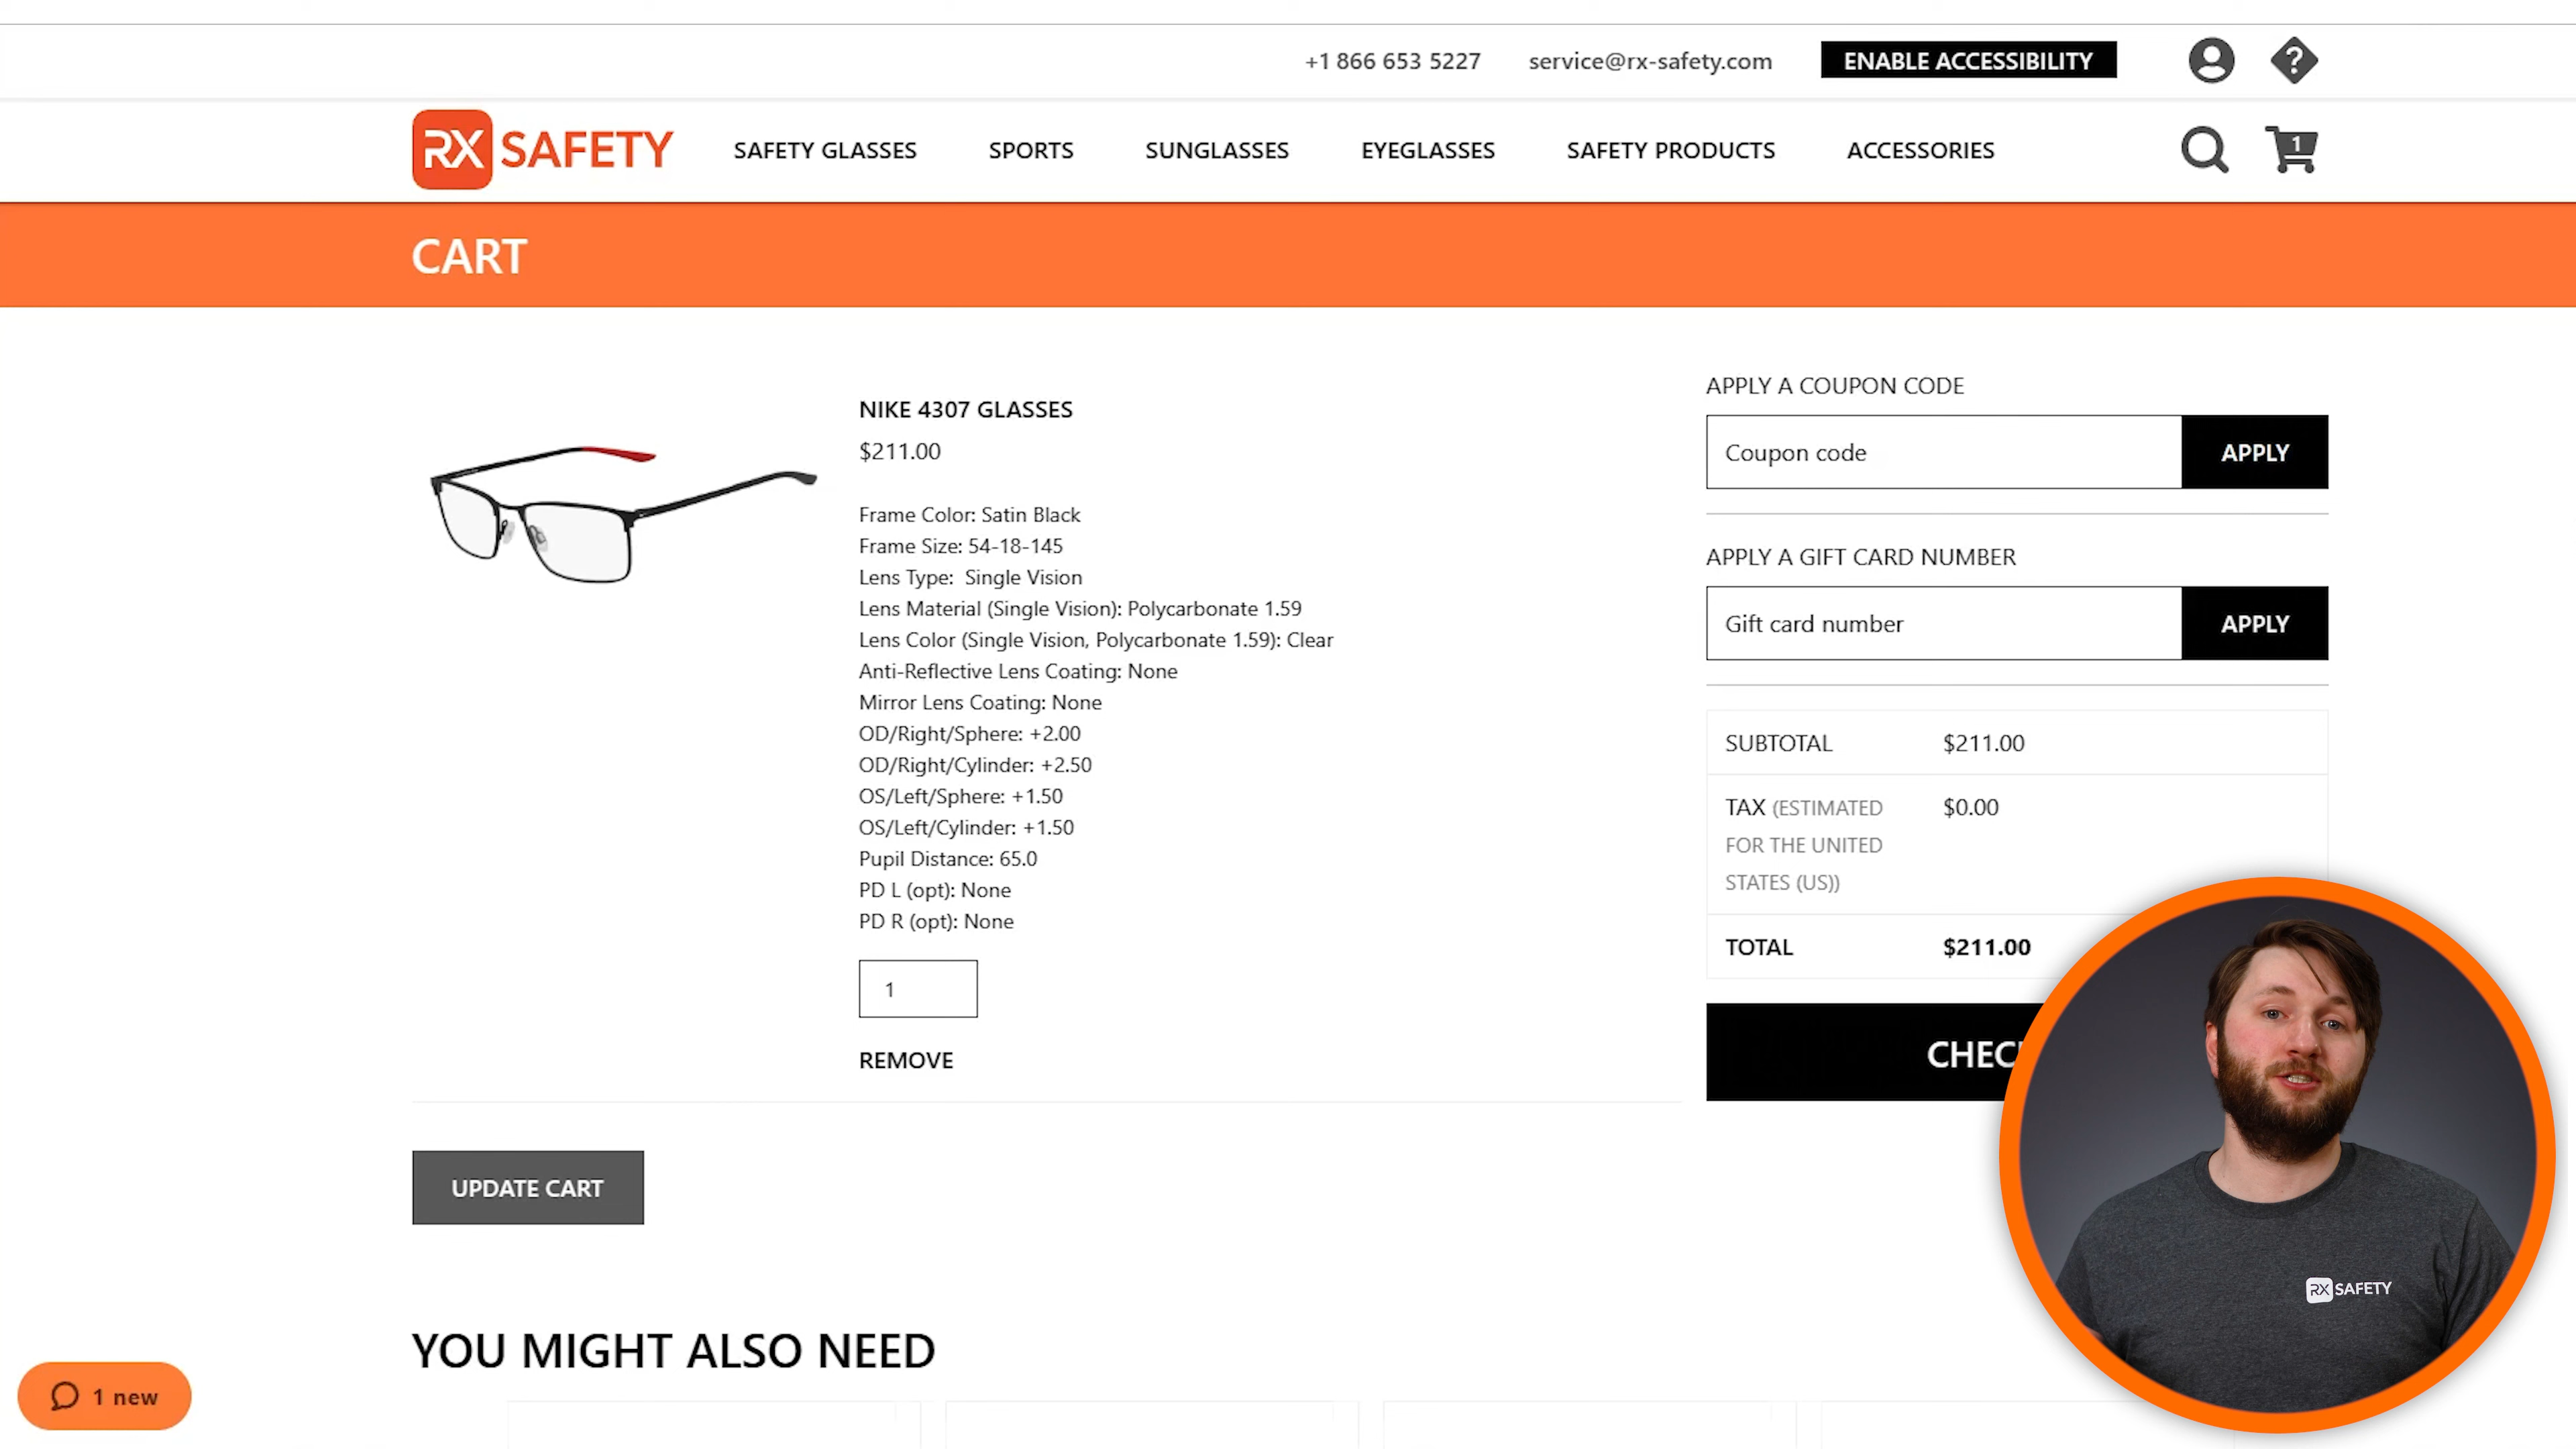 +1 866 653 5227
service@rx-safety.com
ENABLE ACCESSIBILITY
?
RX SAFETY
SAFETY GLASSES
SPORTS
SUNGLASSES
EYEGLASSES
SAFETY PRODUCTS
ACCESSORIES
1
CART
NIKE 4307 GLASSES
$211.00
Frame Color: Satin Black
Frame Size: 54-18-145
Lens Type: Single Vision
Lens Material (Single Vision): Polycarbonate 1.59
Lens Color (Single Vision, Polycarbonate 1.59): Clear
Anti-Reflective Lens Coating: None
Mirror Lens Coating: None
OD/Right/Sphere: +2.00
OD/Right/Cylinder: +2.50
OS/Left/Sphere: +1.50
OS/Left/Cylinder: +1.50
Pupil Distance: 65.0
PD L (opt): None
PD R (opt): None
1
REMOVE
UPDATE CART
APPLY A COUPON CODE
Coupon code
APPLY
APPLY A GIFT CARD NUMBER
Gift card number
APPLY
SUBTOTAL $211.00
TAX (ESTIMATED $0.00
FOR THE UNITED
STATES (US))
TOTAL $211.00
CHEC
RX SAFETY
YOU MIGHT ALSO NEED
1 new